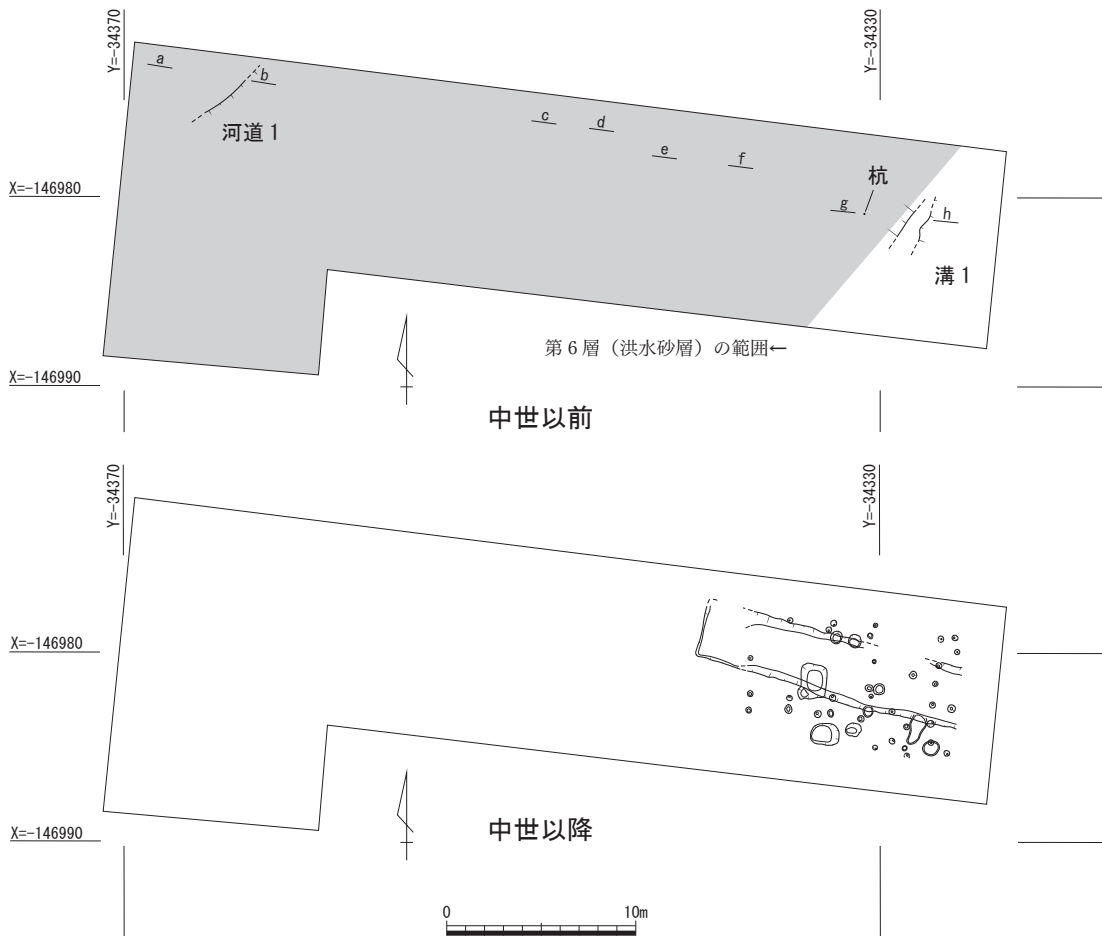 Y=-34370
Y=-34330
a
b
河道 1
c
d
e
f
杭
g
h
X=-146980
溝 1
第 6 層（洪水砂層）の範囲←
X=-146990
中世以前
Y=-34370
Y=-34330
X=-146980
X=-146990
中世以降
0
10m